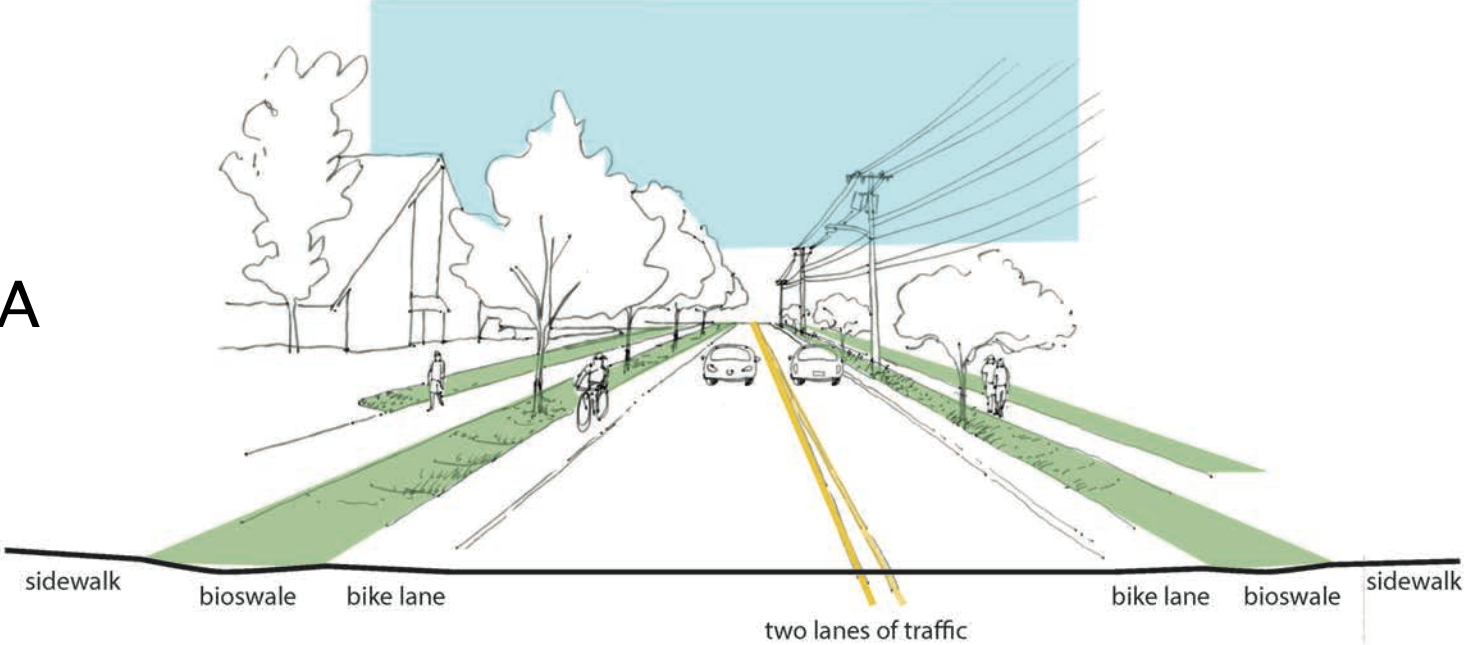 A
sidewalk
bioswale
bike lane
two lanes of traffic
bike lane
bioswale
sidewalk